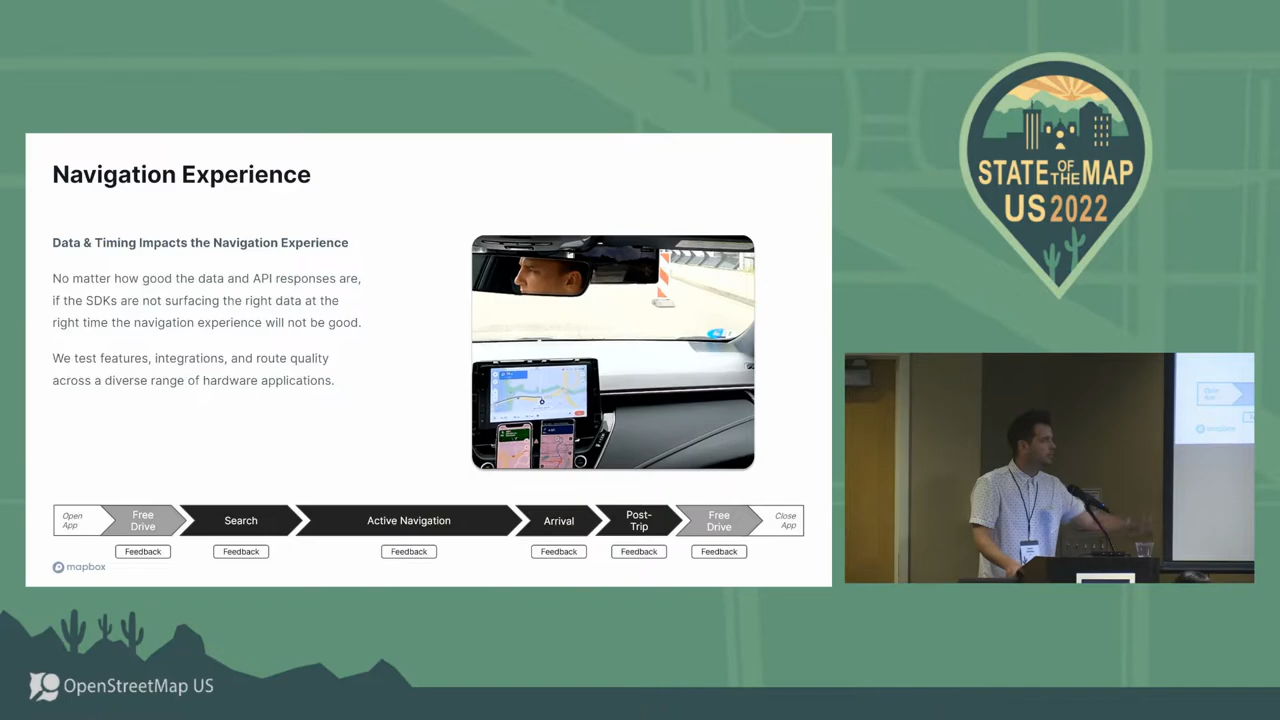 Navigation Experience
Data & Timing Impacts the Navigation Experience
No matter how good the data and API responses are,
if the SDKs are not surfacing the right data at the
right time the navigation experience will not be good.
We test features, integrations, and route quality
across a diverse range of hardware applications.
Open
App
Free
Drive
Search
Active Navigation
Arrival
Post-
Trip
Free
Drive
Close
App
Feedback
Feedback
Feedback
Feedback
Feedback
Feedback
mapbox
STATE OF THE MAP
US 2022
OpenStreetMap US